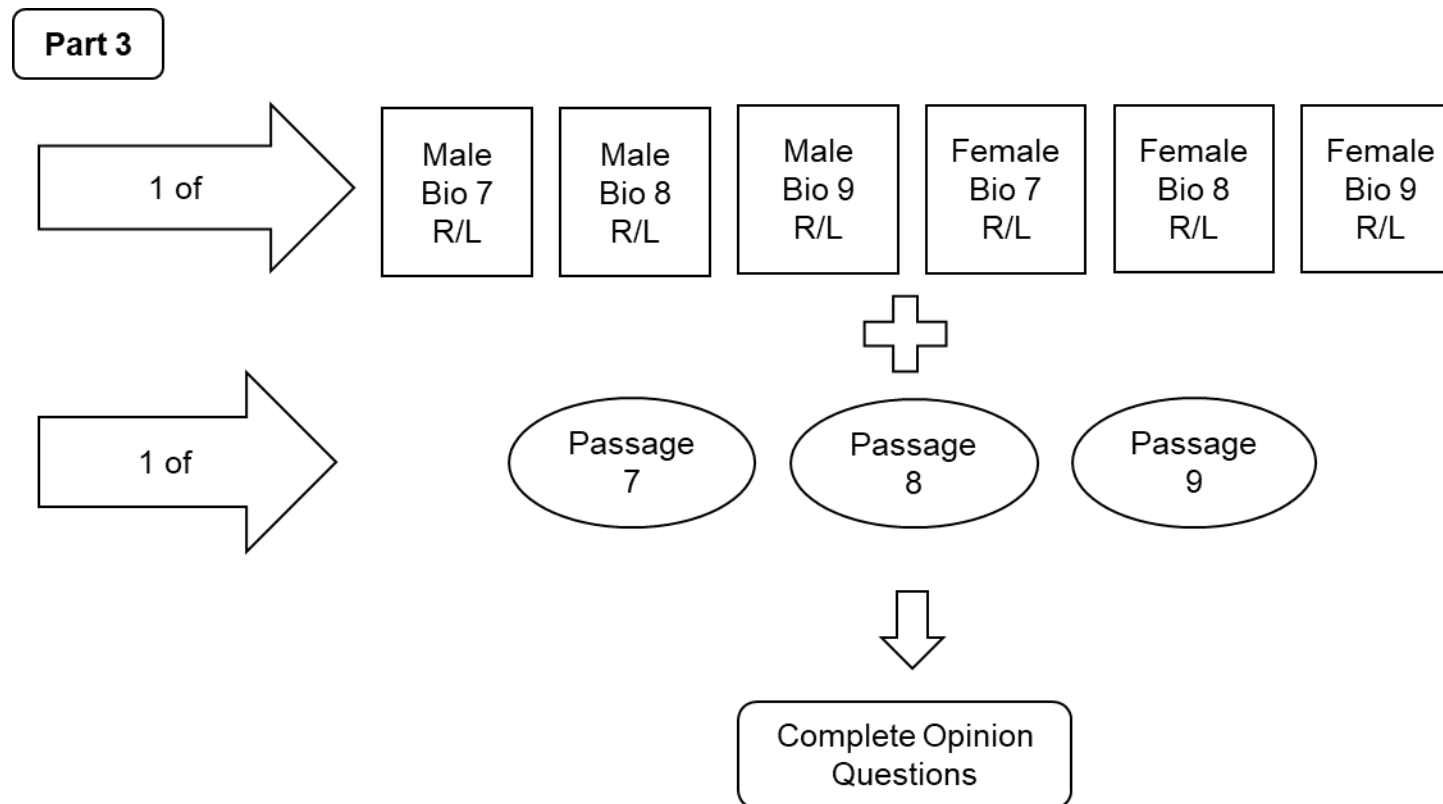 Part 3
1 of
Male
Bio 7
R/L
Male
Bio 8
R/L
Male
Bio 9
R/L
Female
Bio 7
R/L
Female
Bio 8
R/L
Female
Bio 9
R/L
1 of
Passage
7
Passage
8
Passage
9
Complete Opinion
Questions